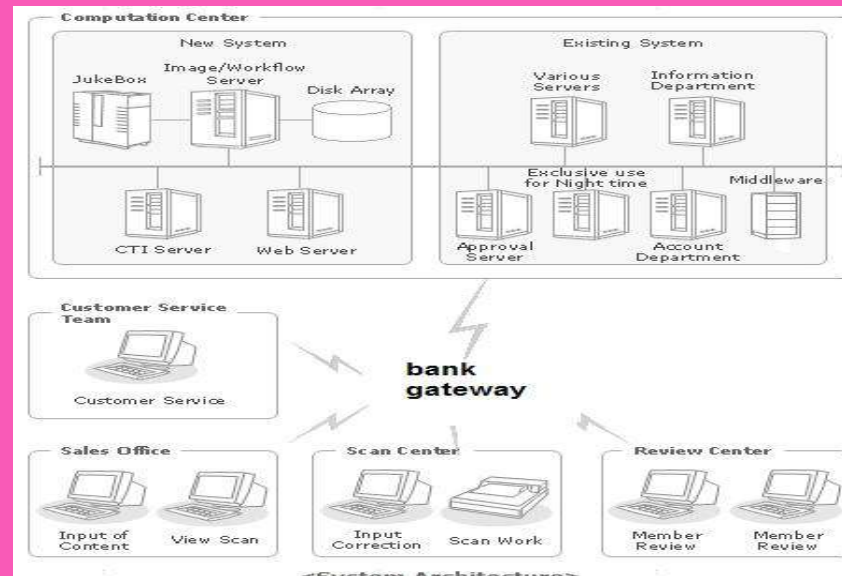 Computation Center
New System
JukeBox
Image/Workflow
Server
Disk Array
CTI Server
Web Server
Existing System
Various
Servers
Information
Department
Exclusive use
for Night time
Middleware
Approval
Server
Account
Department
Customer Service
Team
Customer Service
bank
gateway
Sales Office
Input of
Content
View Scan
Scan Center
Input
Correction
Scan Work
Review Center
Member
Review
Member
Review
<System Architecture>